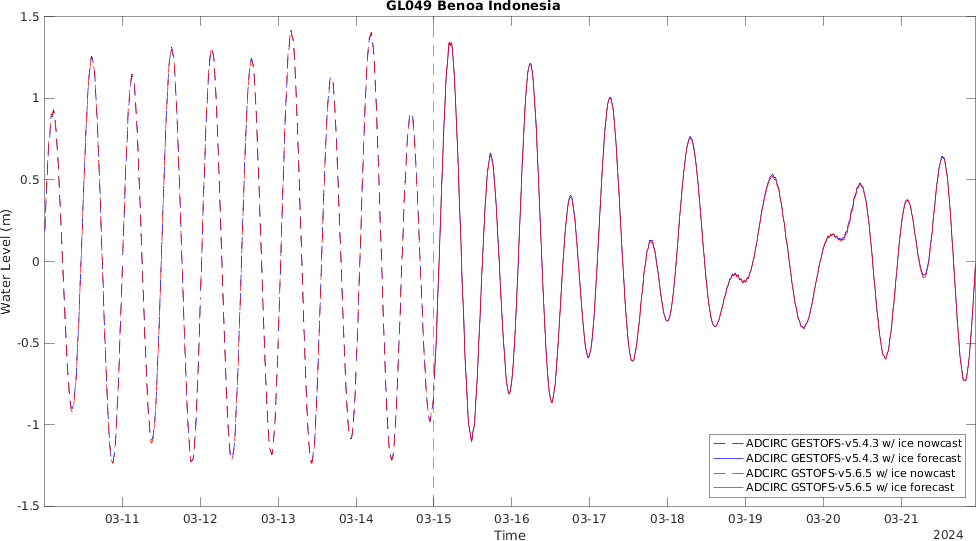 GL049 Benoa Indonesia
1.5
1
0.5
0
-0.5
-1
-1.5
Water Level (m)
ADCIRC GESTOFS-v5.4.3 w/ ice nowcast
ADCIRC GESTOFS-v5.4.3 w/ ice forecast
ADCIRC GSTOFS-v5.6.5 w/ ice nowcast
ADCIRC GSTOFS-v5.6.5 w/ ice forecast
03-11 03-12 03-13 03-14 03-15 03-16 03-17 03-18 03-19 03-20 03-21
Time
2024